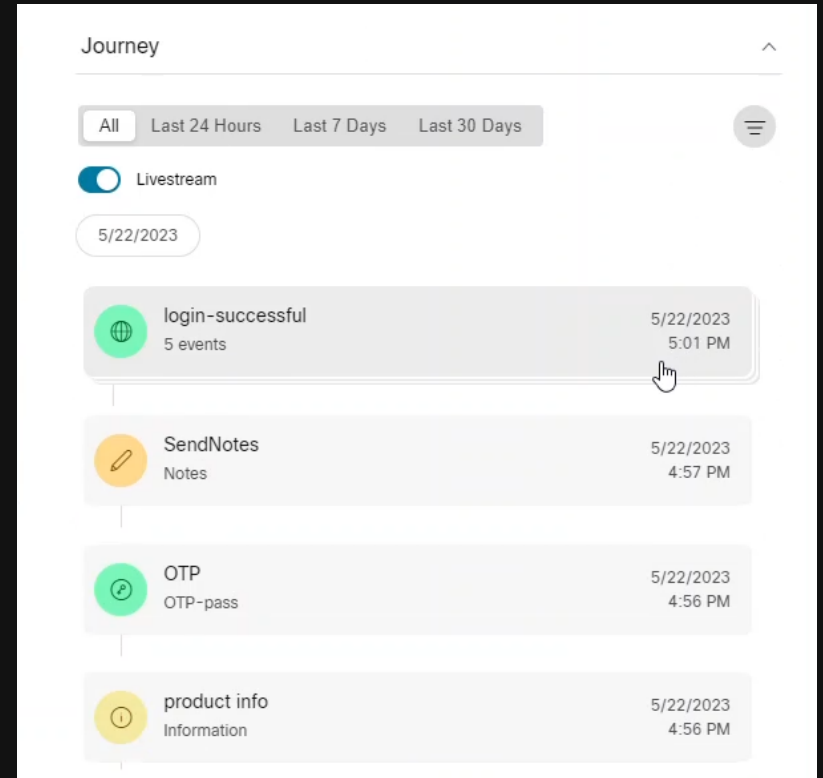 Journey
All Last 24 Hours Last 7 Days Last 30 Days
Livestream
5/22/2023
login-successful
5 events
5/22/2023
5:01 PM
SendNotes
Notes
5/22/2023
4:57 PM
OTP
OTP-pass
5/22/2023
4:56 PM
product info
Information
5/22/2023
4:56 PM